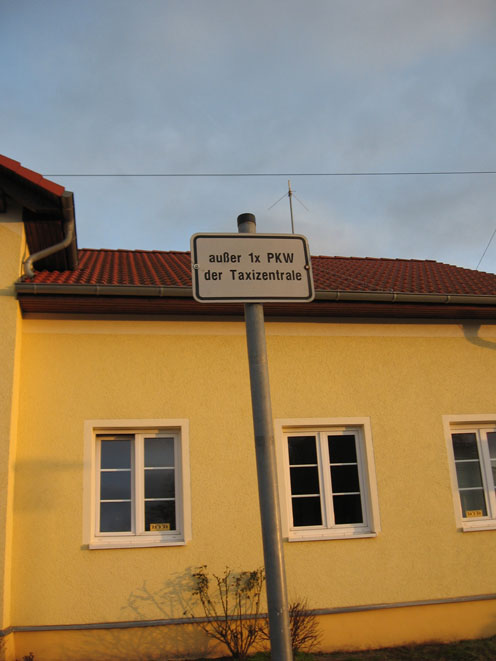 außer 1x PKW
der Taxizentrale